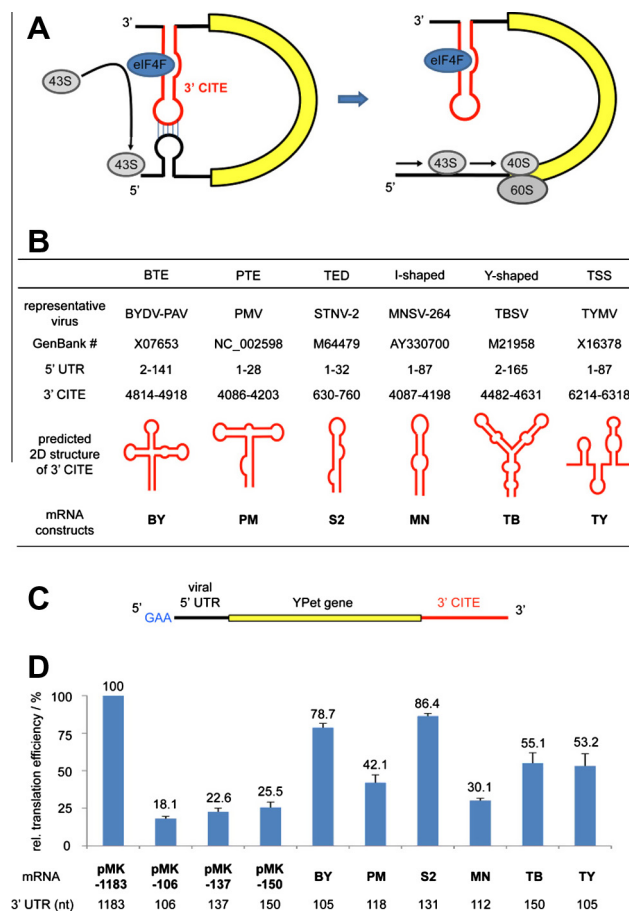 A
3'
eIF4F
3' CITE
43S
43S
5'
3'
eIF4F
43S
40S
5'
60S
B
BTE PTE TED I-shaped Y-shaped TSS
representative virus BYDV-PAV PMV STNV-2 MNSV-264 TBSV TYMV
GenBank # X07653 NC_002598 M64479 AY330700 M21958 X16378
5' UTR 2-141 1-28 1-32 1-87 2-165 1-87
3' CITE 4814-4918 4086-4203 630-760 4087-4198 4482-4631 6214-6318
predicted
2D structure
of 3' CITE
mRNA constructs BY PM S2 MN TB TY
C
5' GAA
viral
5' UTR
YPet gene
3' CITE
3'
D
rel. translation efficiency / %
100
75
50
25
0
100
18.1
22.6
25.5
78.7
42.1
86.4
30.1
55.1
53.2
mRNA pMK-1183 pMK-106 pMK-137 pMK-150 BY PM S2 MN TB TY
3' UTR (nt) 1183 106 137 150 105 118 131 112 150 105